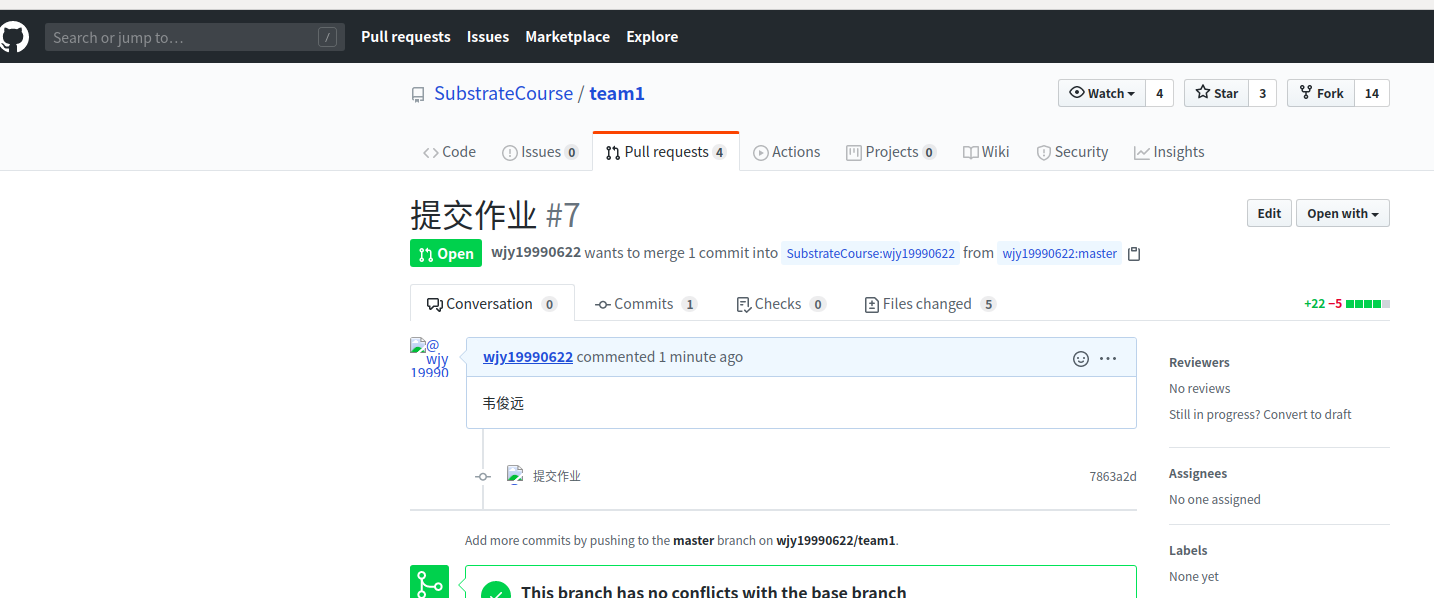 Search or jump to… / Pull requests Issues Marketplace Explore
SubstrateCourse / team1 Watch 4 Star 3 Fork 14
Code Issues 0 Pull requests 4 Actions Projects 0 Wiki Security Insights
提交作业 #7 Edit Open with
Open wjy19990622 wants to merge 1 commit into SubstrateCourse:wjy19990622 from wjy19990622:master
Conversation 0 Commits 1 Checks 0 Files changed 5 +22 −5
@
wjy
19990
wjy19990622 commented 1 minute ago
韦俊远
提交作业 7863a2d
Add more commits by pushing to the master branch on wjy19990622/team1.
This branch has no conflicts with the base branch
Reviewers
No reviews
Still in progress? Convert to draft
Assignees
No one assigned
Labels
None yet